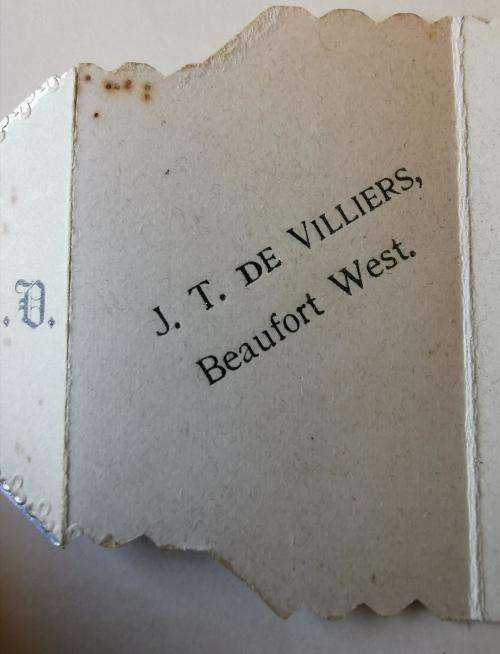 . D.
J. T. DE VILLIERS,
Beaufort West.